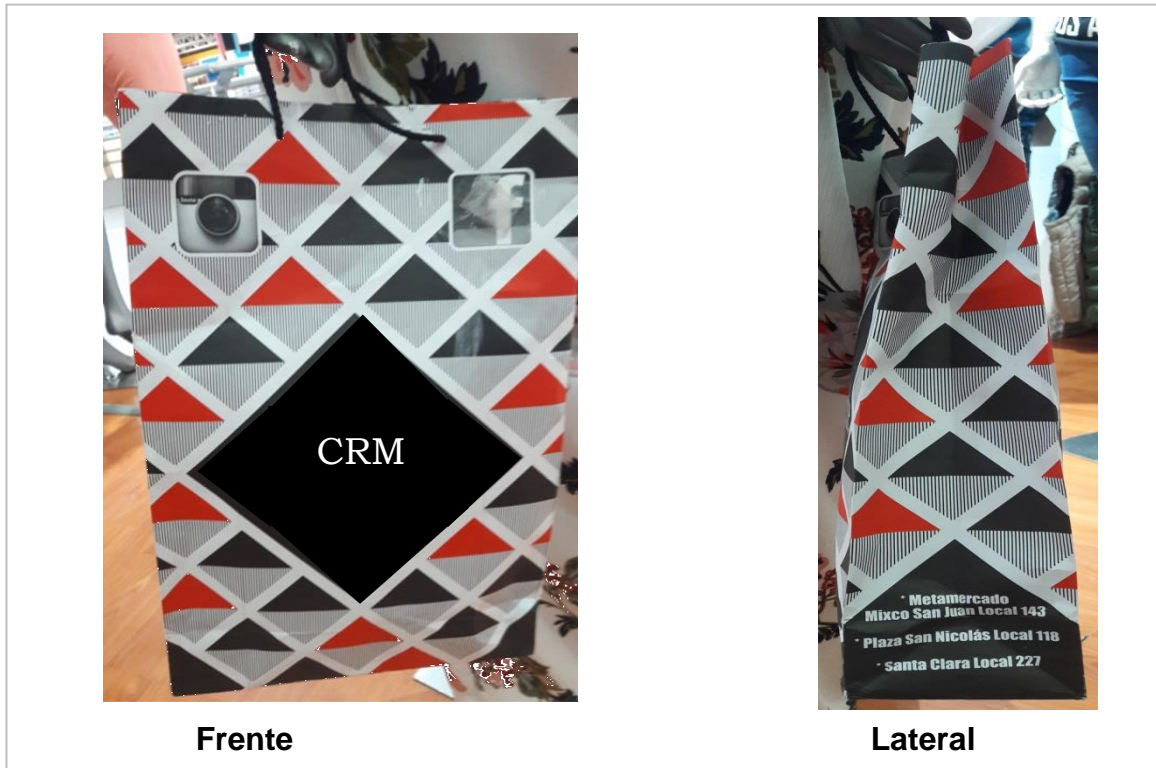 CRM
* Metamercado
Mixco San Juan Local 143
* Plaza San Nicolás Local 118
* Santa Clara Local 227
Frente
Lateral